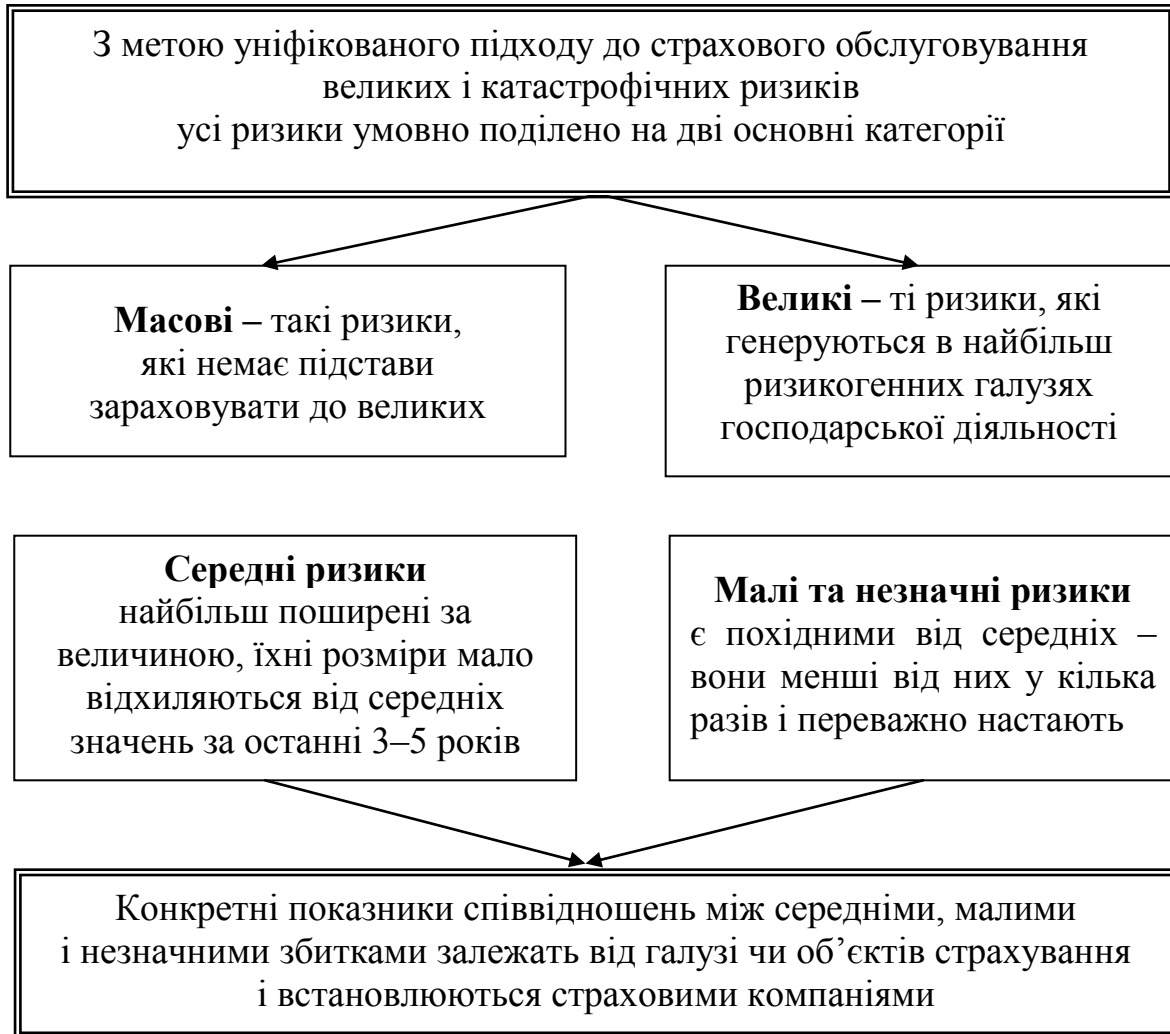 З метою уніфікованого підходу до страхового обслуговування
великих і катастрофічних ризиків
усі ризики умовно поділено на дві основні категорії
Масові – такі ризики,
які немає підстави
зараховувати до великих
Великі – ті ризики, які
генеруються в найбільш
ризикогенних галузях
господарської діяльності
Середні ризики
найбільш поширені за
величиною, їхні розміри мало
відхиляються від середніх
значень за останні 3–5 років
Малі та незначні ризики
є похідними від середніх –
вони менші від них у кілька
разів і переважно настають
Конкретні показники співвідношень між середніми, малими
і незначними збитками залежать від галузі чи об’єктів страхування
і встановлюються страховими компаніями